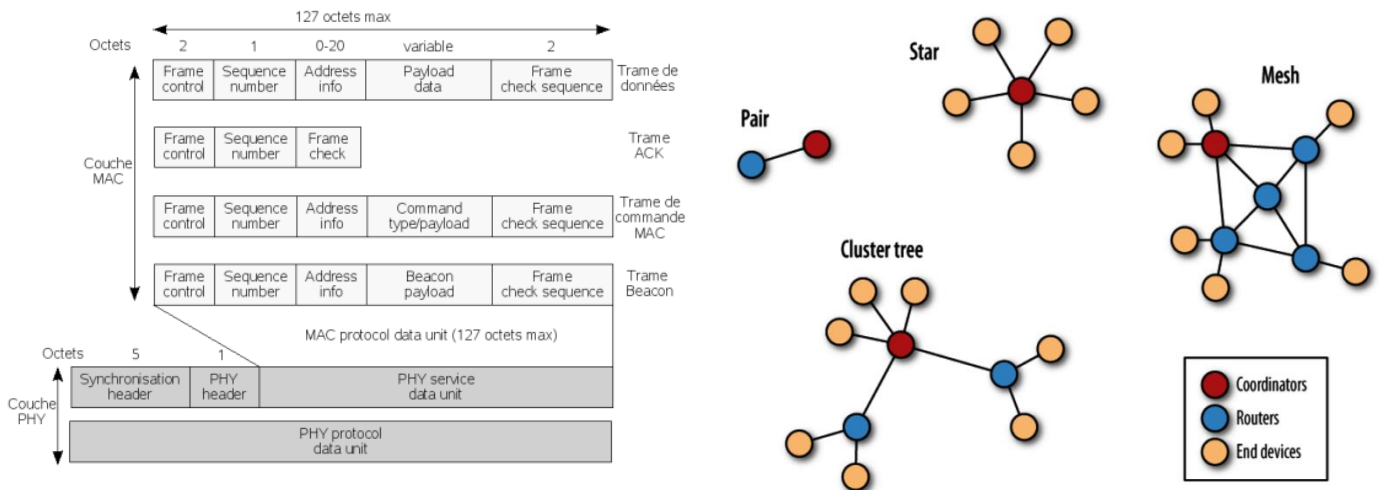 127 octets max
Octets 2 1 0-20 variable 2
Frame control
Sequence number
Address info
Payload data
Frame check sequence
Trame de données
Frame control
Sequence number
Frame check
Trame ACK
Couche MAC
Frame control
Sequence number
Address info
Command type/payload
Frame check sequence
Trame de commande MAC
Frame control
Sequence number
Address info
Beacon payload
Frame check sequence
Trame Beacon
MAC protocol data unit (127 octets max)
Octets 5 1
Couche PHY
Synchronisation header
PHY header
PHY service data unit
PHY protocol data unit
Pair
Star
Mesh
Cluster tree
Coordinators
Routers
End devices